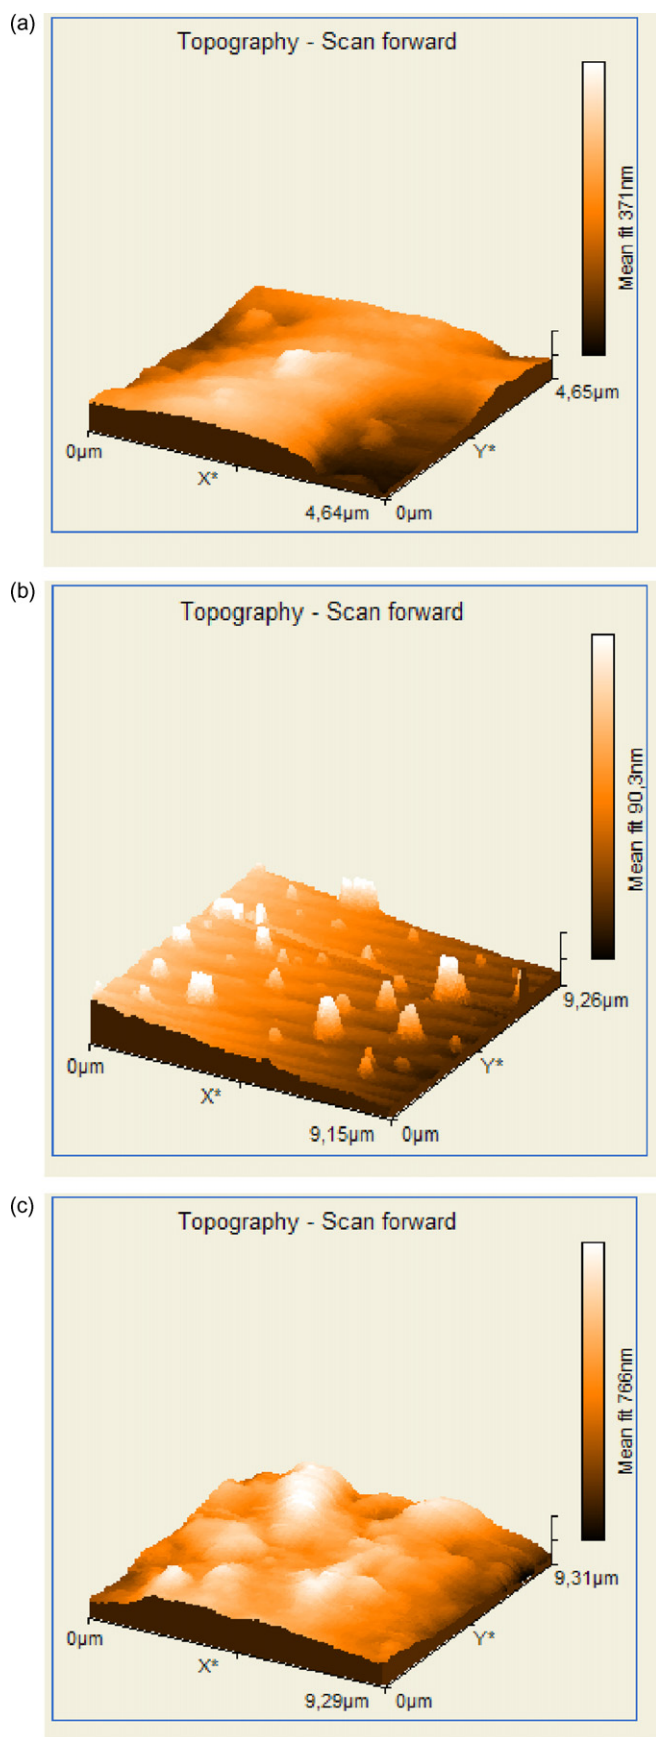 (a)
Topography - Scan forward
Mean fit 371nm
4,65µm
0µm
X*
Y*
4,64µm
0µm
(b)
Topography - Scan forward
Mean fit 90,3nm
9,26µm
0µm
X*
Y*
9,15µm
0µm
(c)
Topography - Scan forward
Mean fit 766nm
9,31µm
0µm
X*
Y*
9,29µm
0µm